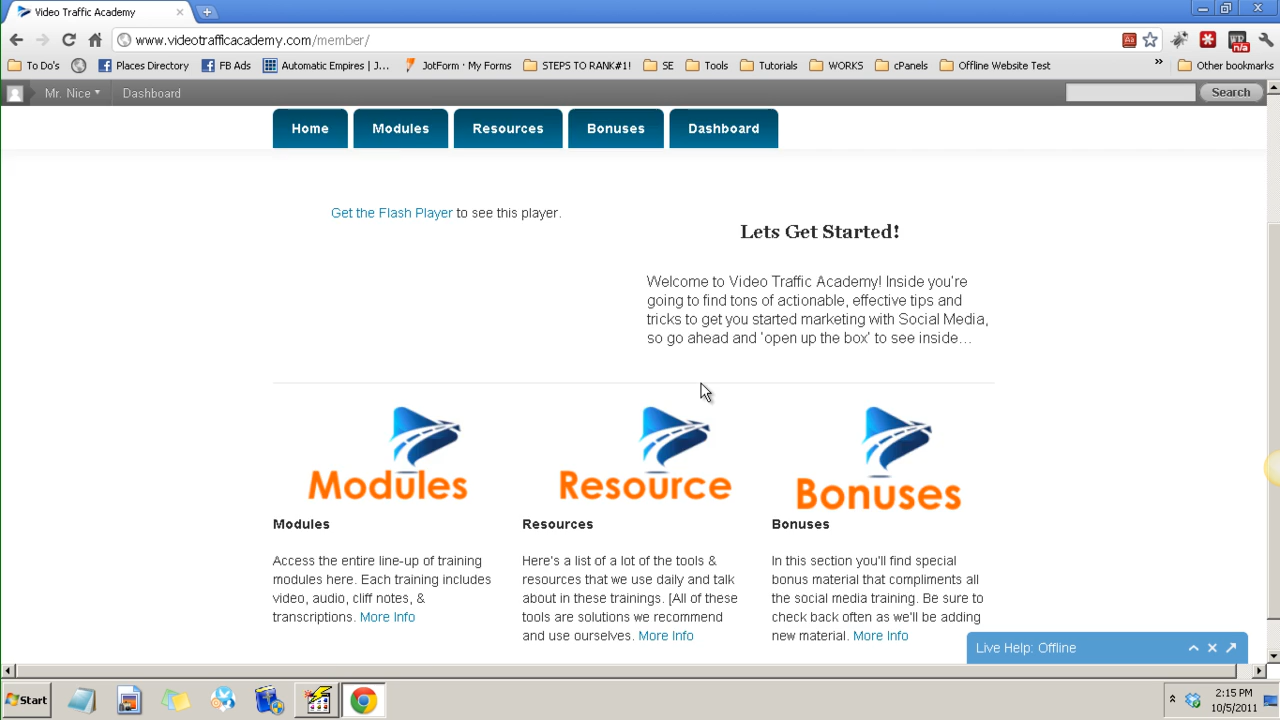 Video Traffic Academy
www.videotrafficacademy.com/member/
To Do's
Places Directory
FB Ads
Automatic Empires | J...
JotForm · My Forms
STEPS TO RANK#1!
SE
Tools
Tutorials
WORKS
cPanels
Offline Website Test
»
Other bookmarks
n/a
Mr. Nice
Dashboard
Search
Home
Modules
Resources
Bonuses
Dashboard
Get the Flash Player to see this player.
Lets Get Started!
Welcome to Video Traffic Academy! Inside you're
going to find tons of actionable, effective tips and
tricks to get you started marketing with Social Media,
so go ahead and 'open up the box' to see inside...
Modules
Resource
Bonuses
Modules
Access the entire line-up of training
modules here. Each training includes
video, audio, cliff notes, &
transcriptions. More Info
Resources
Here's a list of a lot of the tools &
resources that we use daily and talk
about in these trainings. [All of these
tools are solutions we recommend
and use ourselves. More Info
Bonuses
In this section you'll find special
bonus material that compliments all
the social media training. Be sure to
check back often as we'll be adding
new material. More Info
Live Help: Offline
Start
2:15 PM
10/5/2011